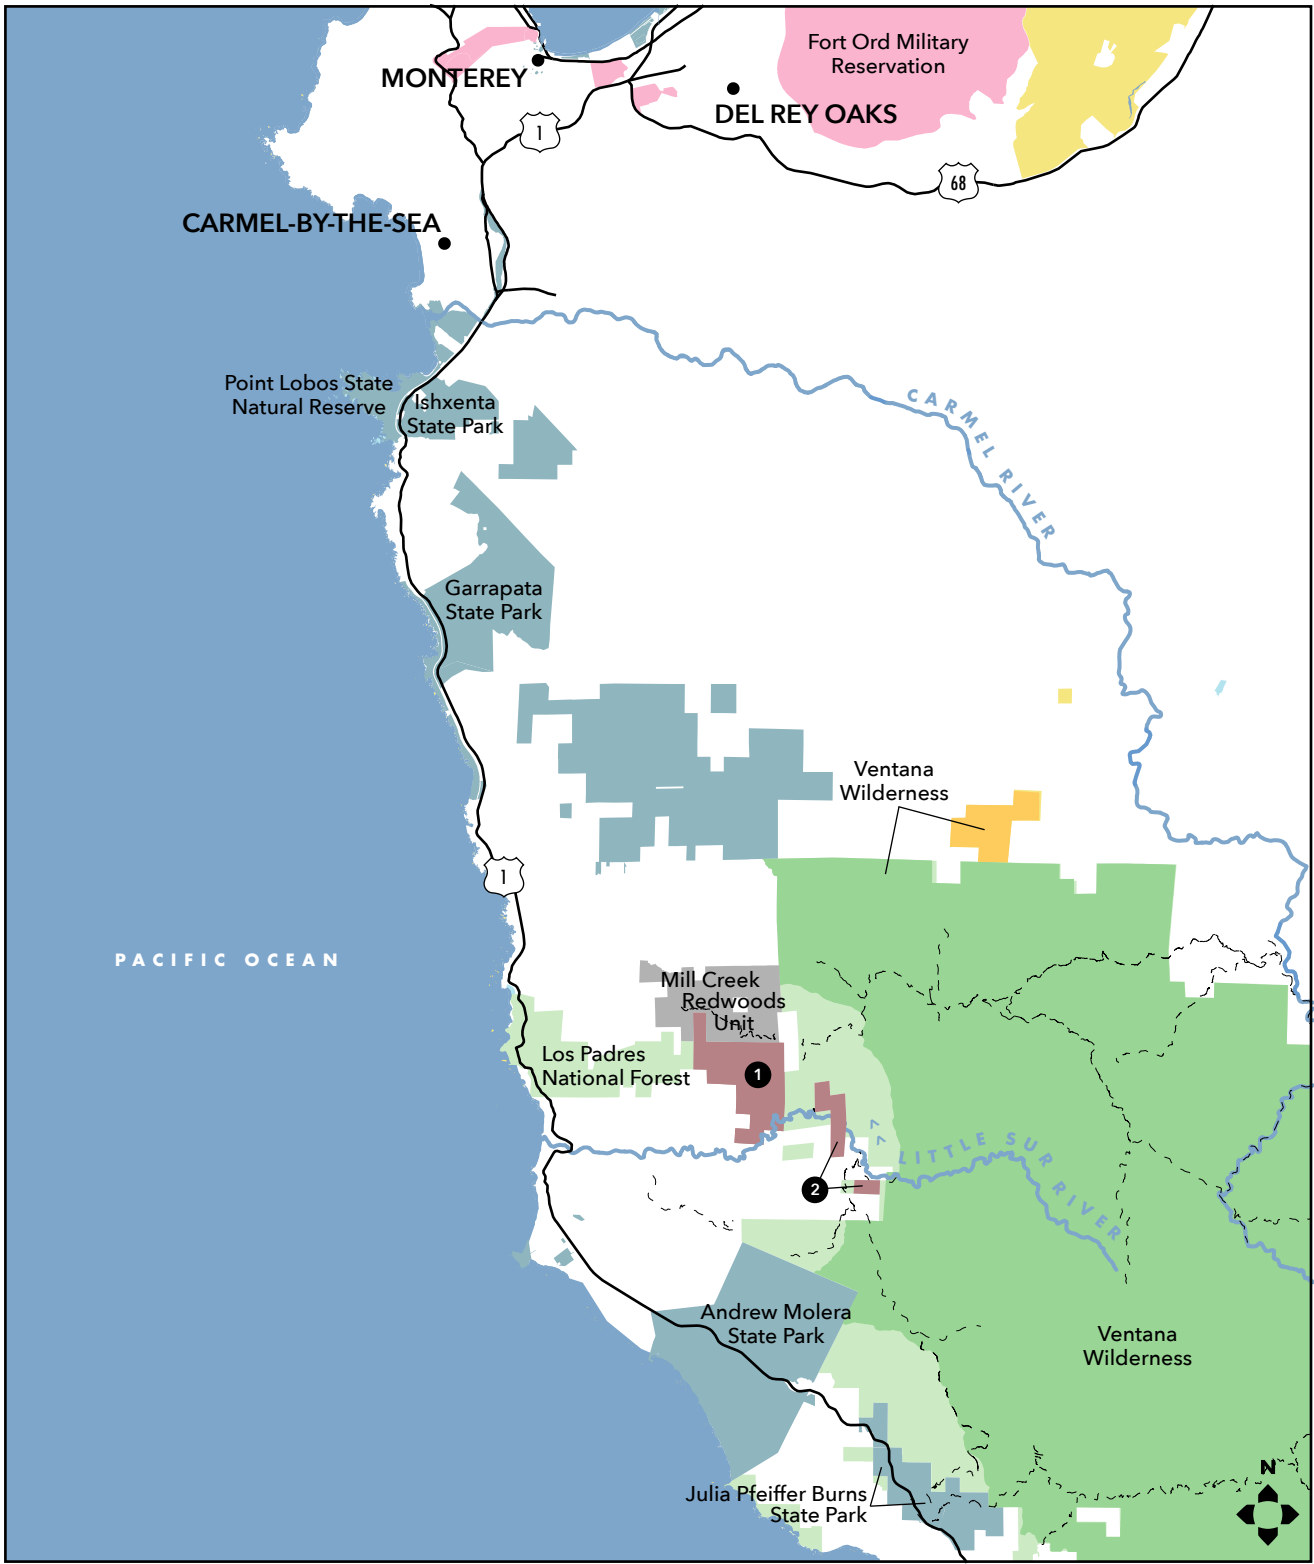 Fort Ord Military
Reservation
MONTEREY
DEL REY OAKS
1
68
CARMEL-BY-THE-SEA
Point Lobos State
Natural Reserve
Ishxenta
State Park
CARMEL RIVER
Garrapata
State Park
Ventana
Wilderness
1
PACIFIC OCEAN
Mill Creek
Redwoods
Unit
Los Padres
National Forest
1
LITTLE SUR RIVER
2
Andrew Molera
State Park
Ventana
Wilderness
Julia Pfeiffer Burns
State Park
N